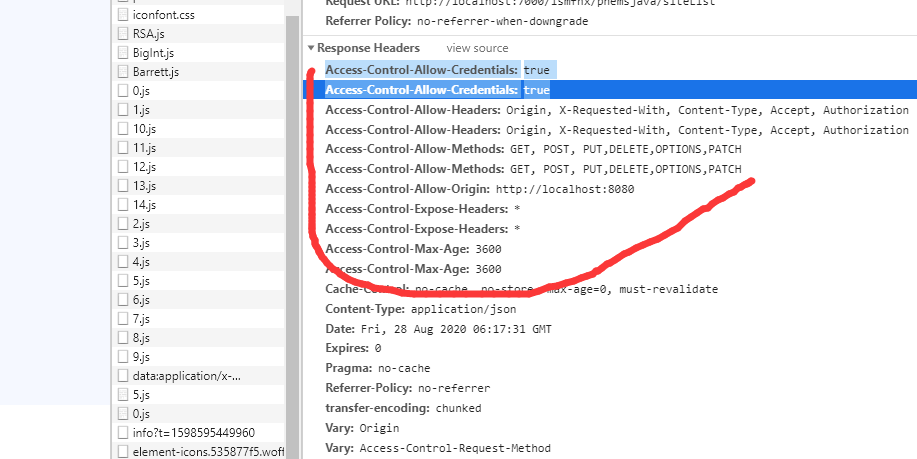 iconfont.css
RSA.js
BigInt.js
Barrett.js
0.js
1.js
10.js
11.js
12.js
13.js
14.js
2.js
3.js
4.js
5.js
6.js
7.js
8.js
9.js
data:application/x-...
5.js
0.js
info?t=1598595449960
element-icons.535877f5.woff
Request URL: http://localhost:7000/ismfhx/phemsjava/siteList
Referrer Policy: no-referrer-when-downgrade
Response Headers view source
Access-Control-Allow-Credentials: true
Access-Control-Allow-Credentials: true
Access-Control-Allow-Headers: Origin, X-Requested-With, Content-Type, Accept, Authorization
Access-Control-Allow-Headers: Origin, X-Requested-With, Content-Type, Accept, Authorization
Access-Control-Allow-Methods: GET, POST, PUT,DELETE,OPTIONS,PATCH
Access-Control-Allow-Methods: GET, POST, PUT,DELETE,OPTIONS,PATCH
Access-Control-Allow-Origin: http://localhost:8080
Access-Control-Expose-Headers: *
Access-Control-Expose-Headers: *
Access-Control-Max-Age: 3600
Access-Control-Max-Age: 3600
Cache-Control: no-cache, no-store, max-age=0, must-revalidate
Content-Type: application/json
Date: Fri, 28 Aug 2020 06:17:31 GMT
Expires: 0
Pragma: no-cache
Referrer-Policy: no-referrer
transfer-encoding: chunked
Vary: Origin
Vary: Access-Control-Request-Method